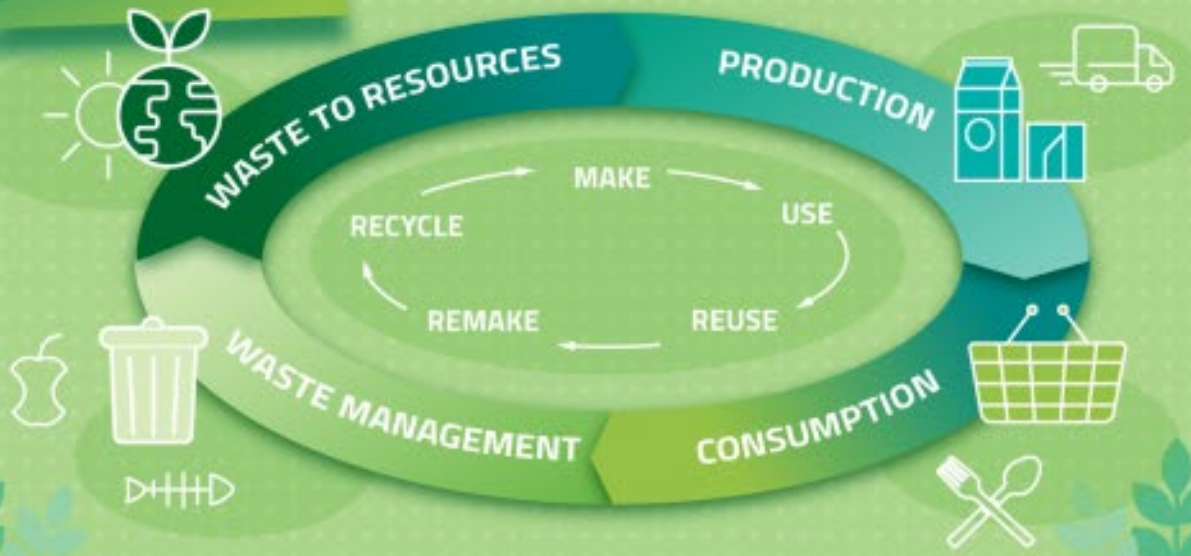 WASTE TO RESOURCES
PRODUCTION
MAKE
USE
RECYCLE
REMAKE
REUSE
WASTE MANAGEMENT
CONSUMPTION